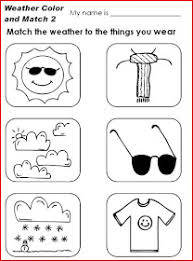 Weather Color
and Match 2
My name is
Match the weather to the things you wear